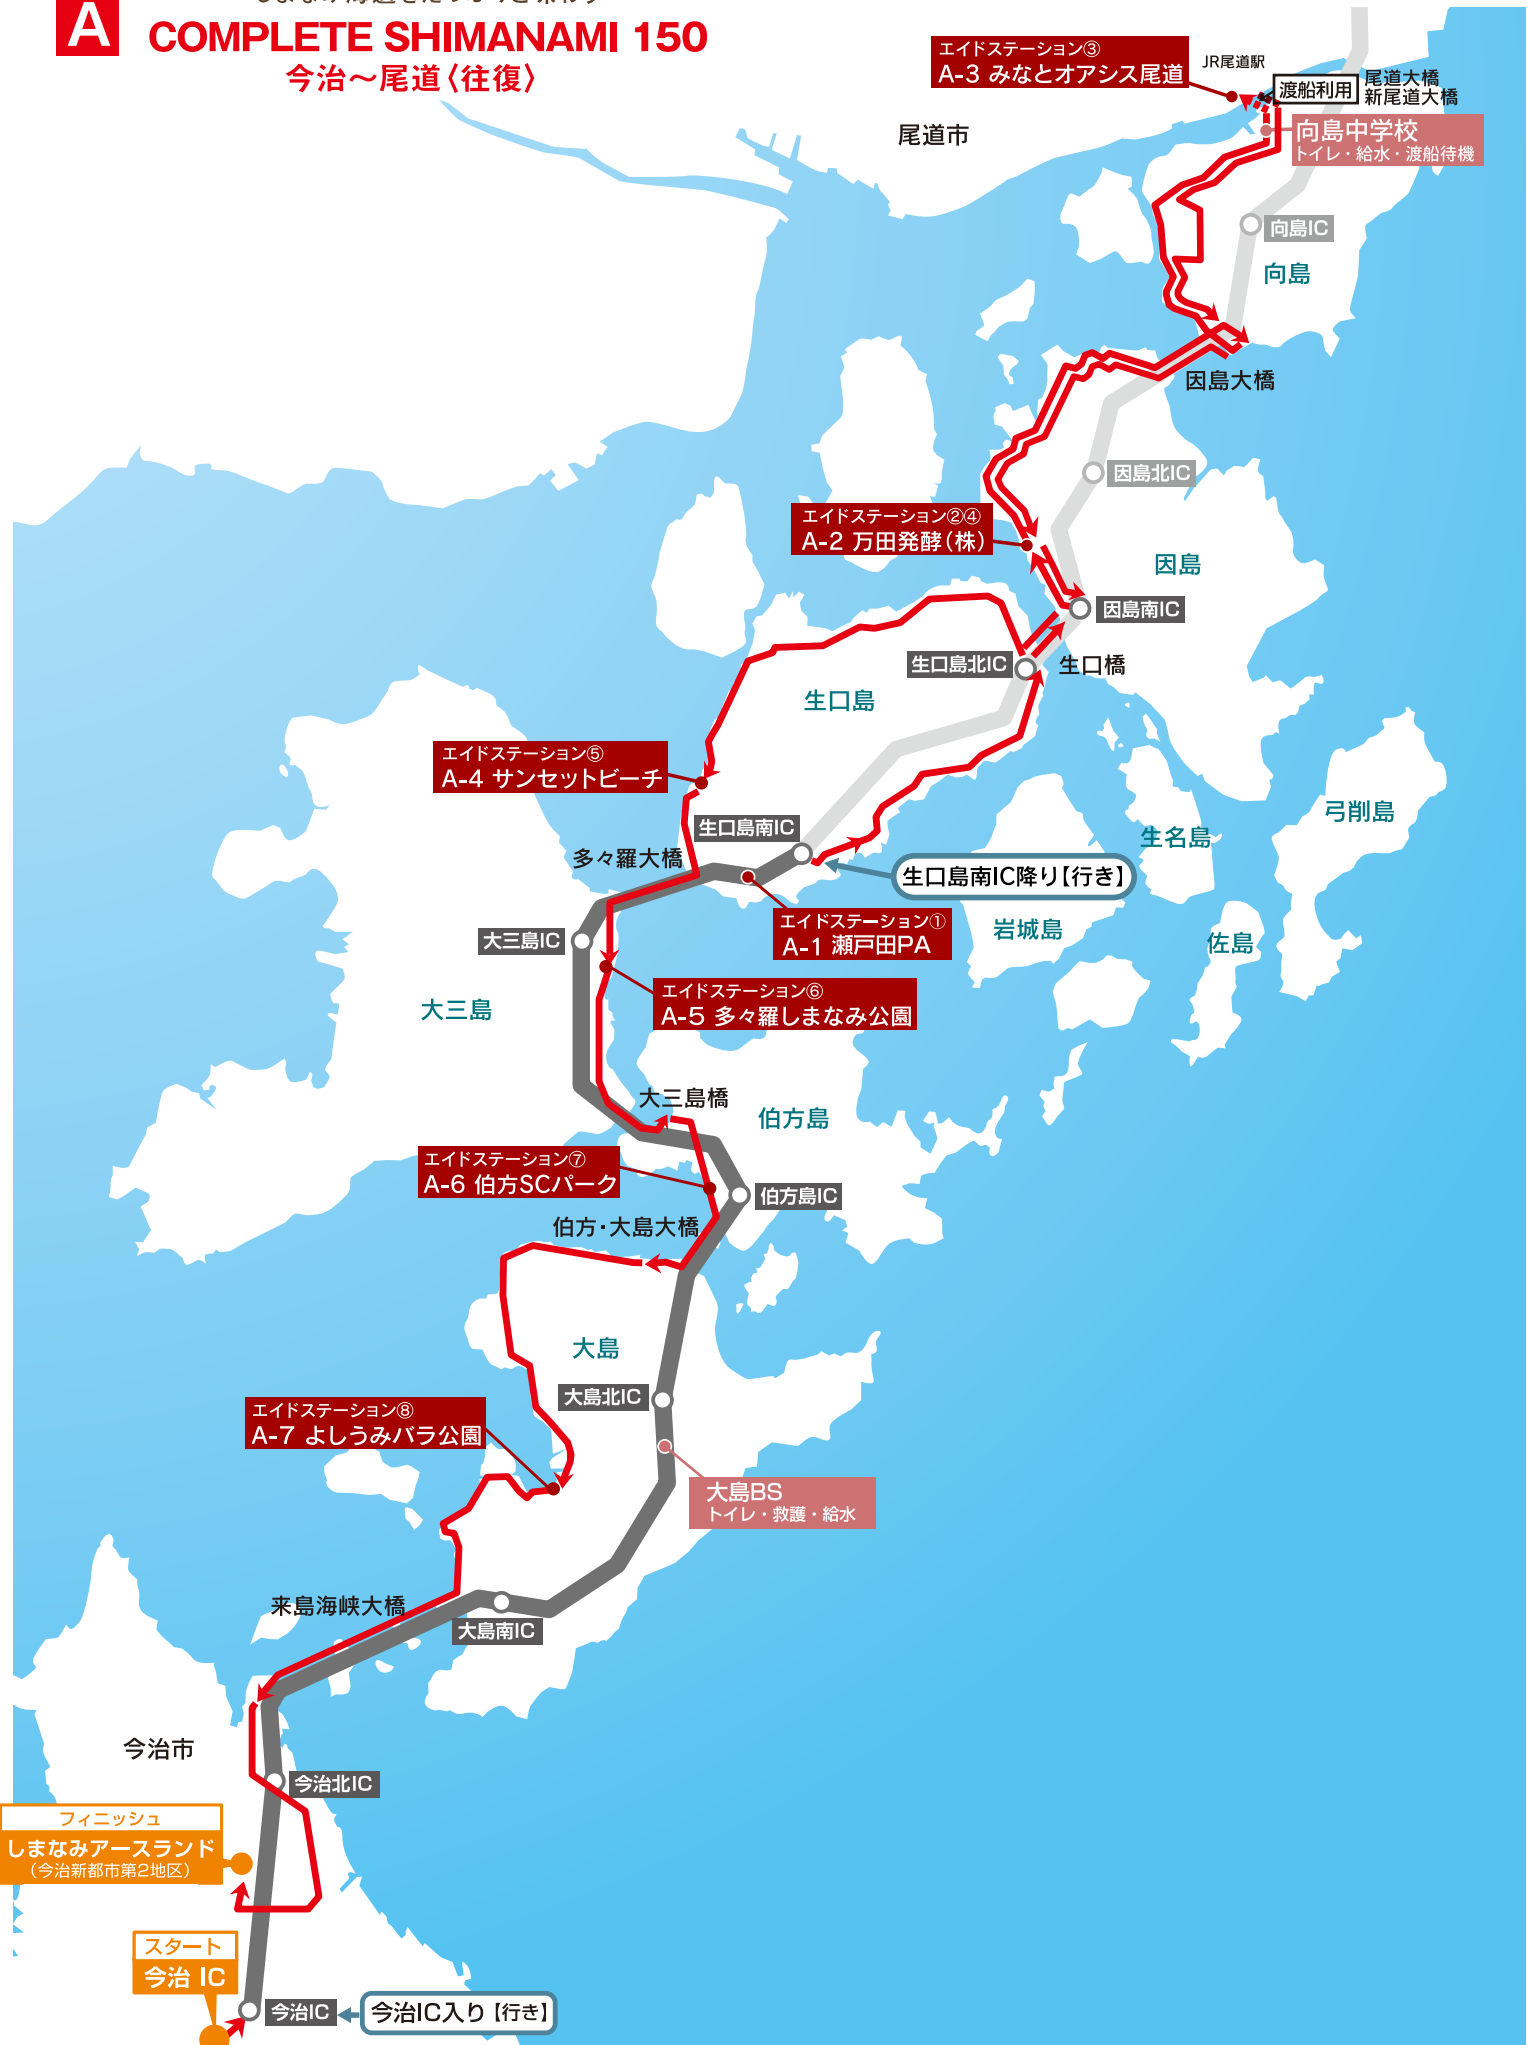 A
しまなみ海道をたっぷりと味わう
COMPLETE SHIMANAMI 150
今治〜尾道〈往復〉
エイドステーション③
A-3 みなとオアシス尾道
JR尾道駅
渡船利用
尾道大橋
新尾道大橋
尾道市
向島中学校
トイレ・給水・渡船待機
向島IC
向島
因島大橋
因島北IC
エイドステーション②④
A-2 万田発酵(株)
因島
因島南IC
生口島北IC
生口橋
生口島
エイドステーション⑤
A-4 サンセットビーチ
生口島南IC
弓削島
生名島
多々羅大橋
生口島南IC降り【行き】
エイドステーション①
A-1 瀬戸田PA
岩城島
佐島
大三島IC
エイドステーション⑥
A-5 多々羅しまなみ公園
大三島
大三島橋
伯方島
エイドステーション⑦
A-6 伯方SCパーク
伯方島IC
伯方・大島大橋
大島
大島北IC
エイドステーション⑧
A-7 よしうみバラ公園
大島BS
トイレ・救護・給水
来島海峡大橋
大島南IC
今治市
今治北IC
フィニッシュ
しまなみアースランド
(今治新都市第2地区)
スタート
今治 IC
今治IC
今治IC入り【行き】